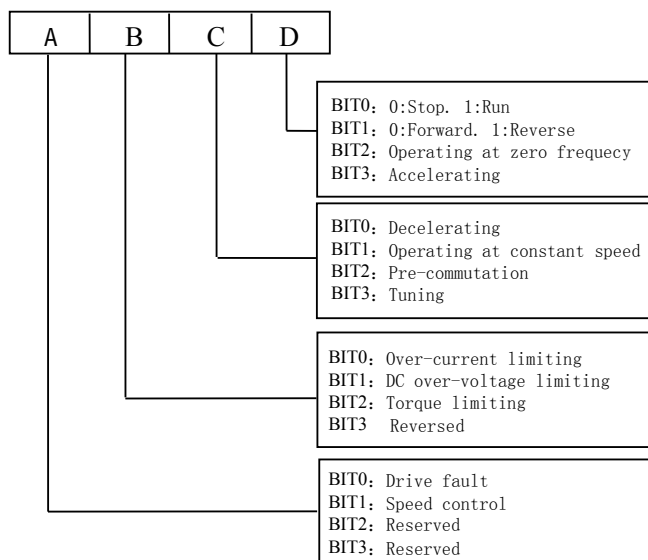 A B C D
BIT0: 0:Stop. 1:Run
BIT1: 0:Forward. 1:Reverse
BIT2: Operating at zero frequecy
BIT3: Accelerating
BIT0: Decelerating
BIT1: Operating at constant speed
BIT2: Pre-commutation
BIT3: Tuning
BIT0: Over-current limiting
BIT1: DC over-voltage limiting
BIT2: Torque limiting
BIT3 Reversed
BIT0: Drive fault
BIT1: Speed control
BIT2: Reserved
BIT3: Reserved